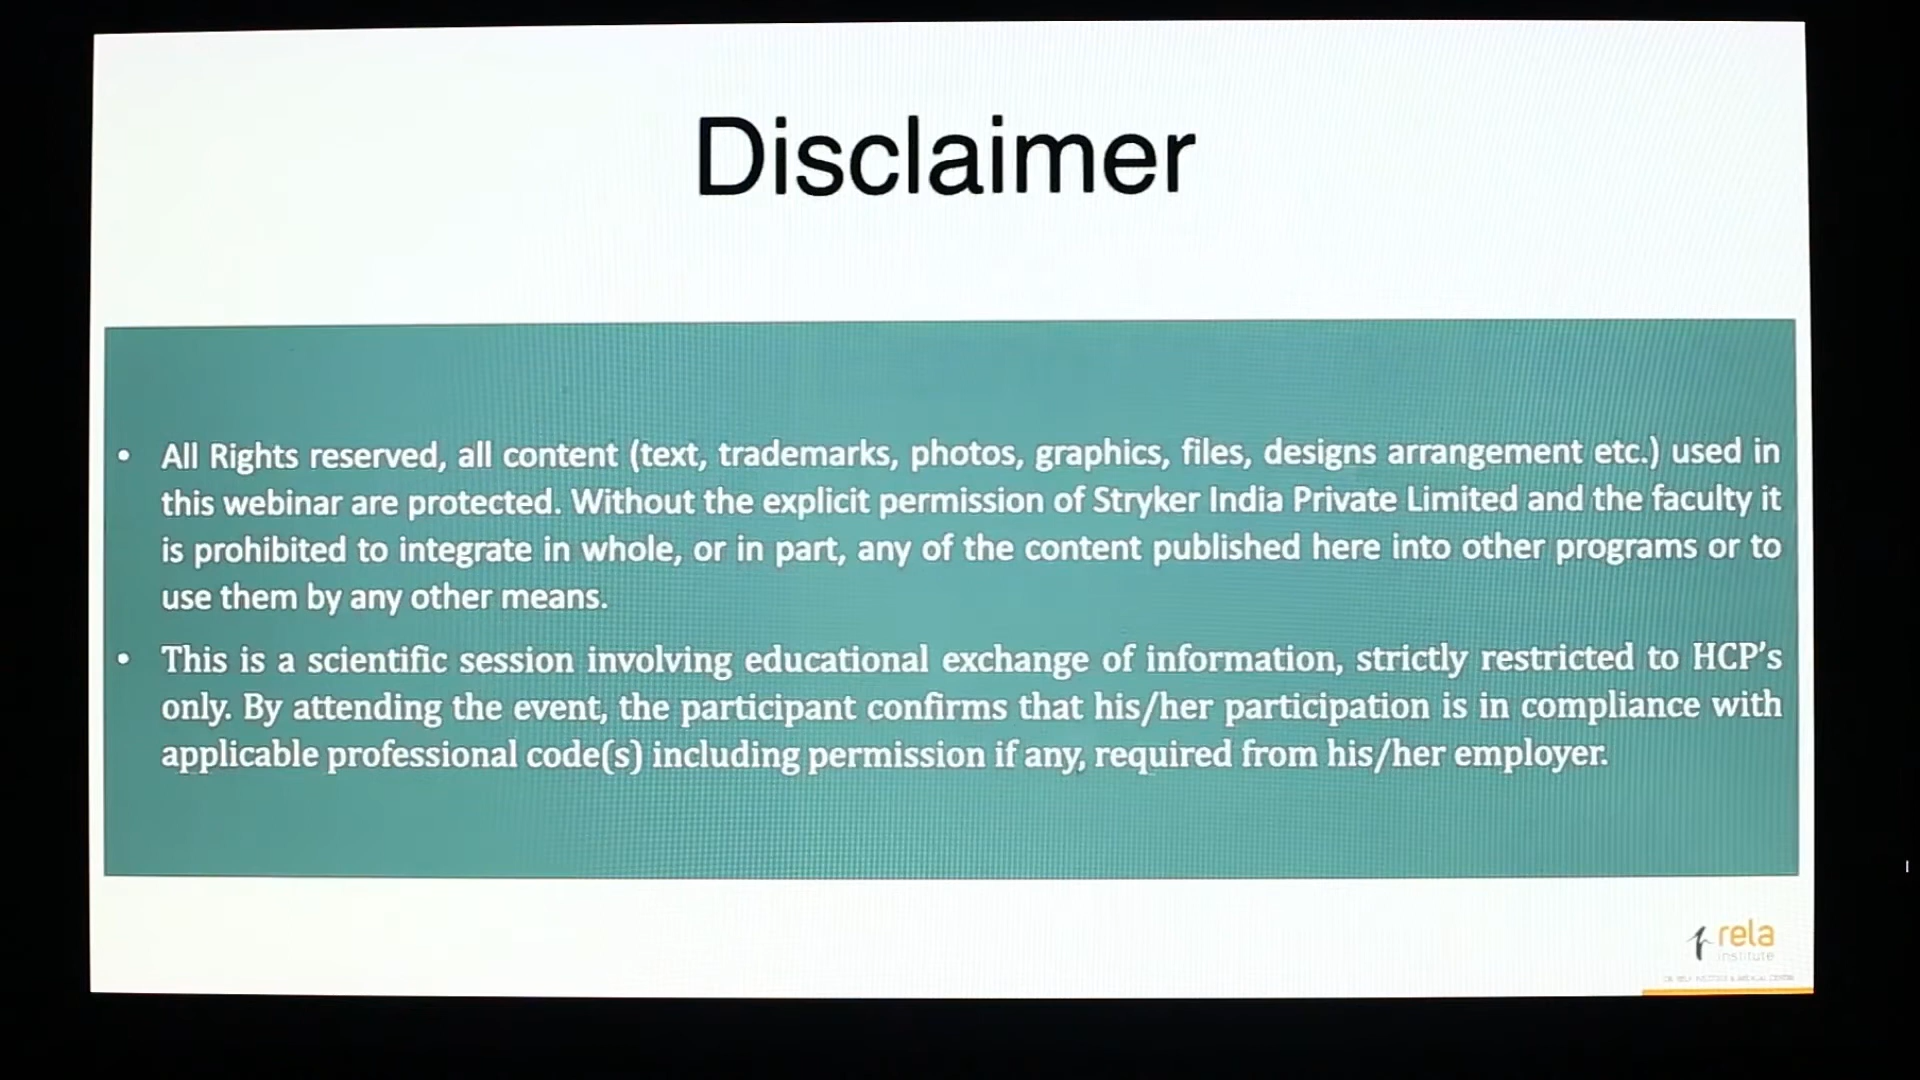 Disclaimer
• All Rights reserved, all content (text, trademarks, photos, graphics, files, designs arrangement etc.) used in
this webinar are protected. Without the explicit permission of Stryker India Private Limited and the faculty it
is prohibited to integrate in whole, or in part, any of the content published here into other programs or to
use them by any other means.
• This is a scientific session involving educational exchange of information, strictly restricted to HCP's
only. By attending the event, the participant confirms that his/her participation is in compliance with
applicable professional code(s) including permission if any, required from his/her employer.
rela
institute